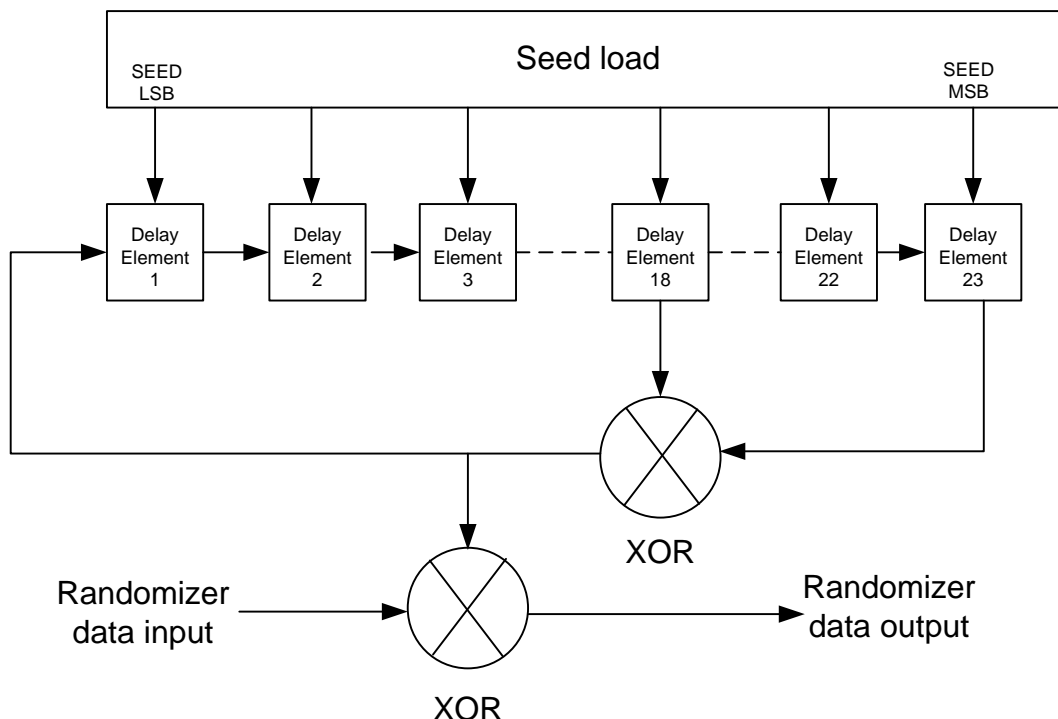 Seed load
SEED
LSB
SEED
MSB
Delay
Element
1
Delay
Element
2
Delay
Element
3
Delay
Element
18
Delay
Element
22
Delay
Element
23
XOR
Randomizer
data input
Randomizer
data output
XOR